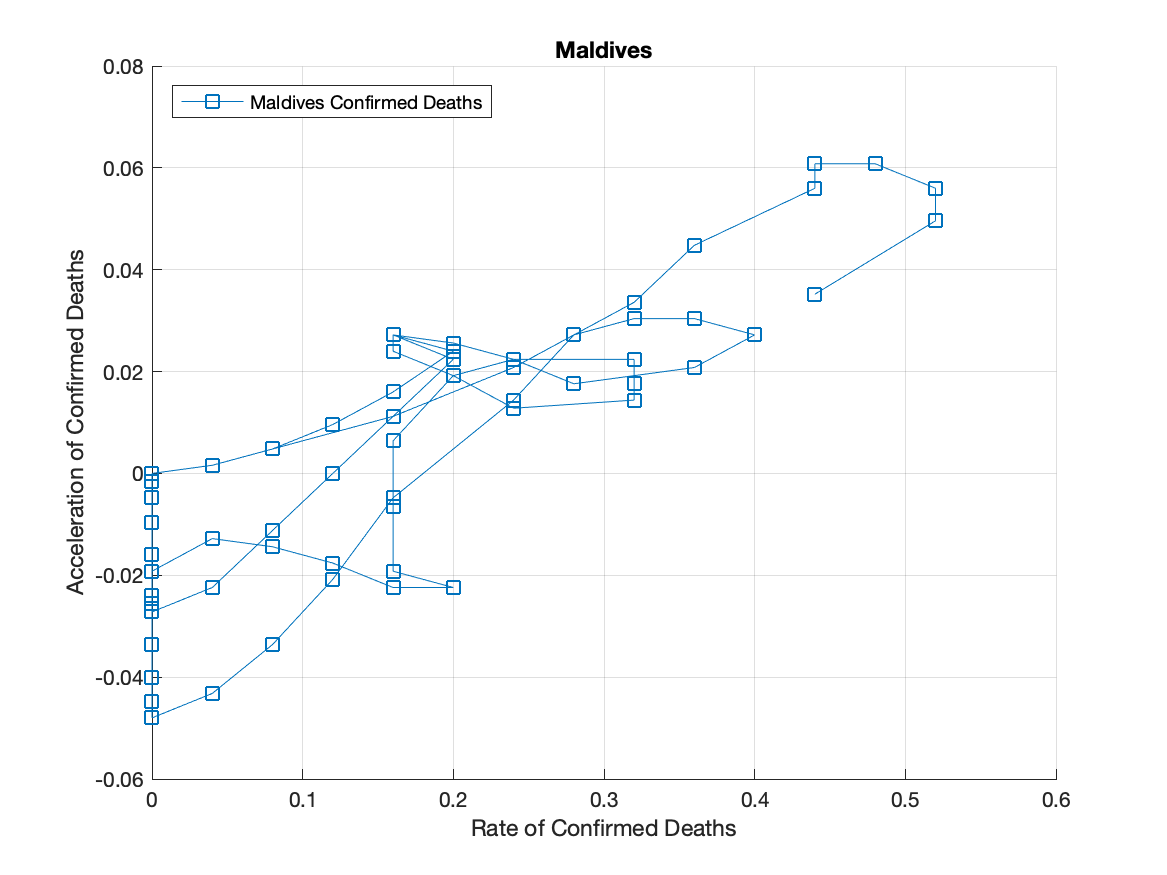 Maldives
Maldives Confirmed Deaths
0.08
0.06
0.04
0.02
0
-0.02
-0.04
-0.06
Acceleration of Confirmed Deaths
0 0.1 0.2 0.3 0.4 0.5 0.6
Rate of Confirmed Deaths